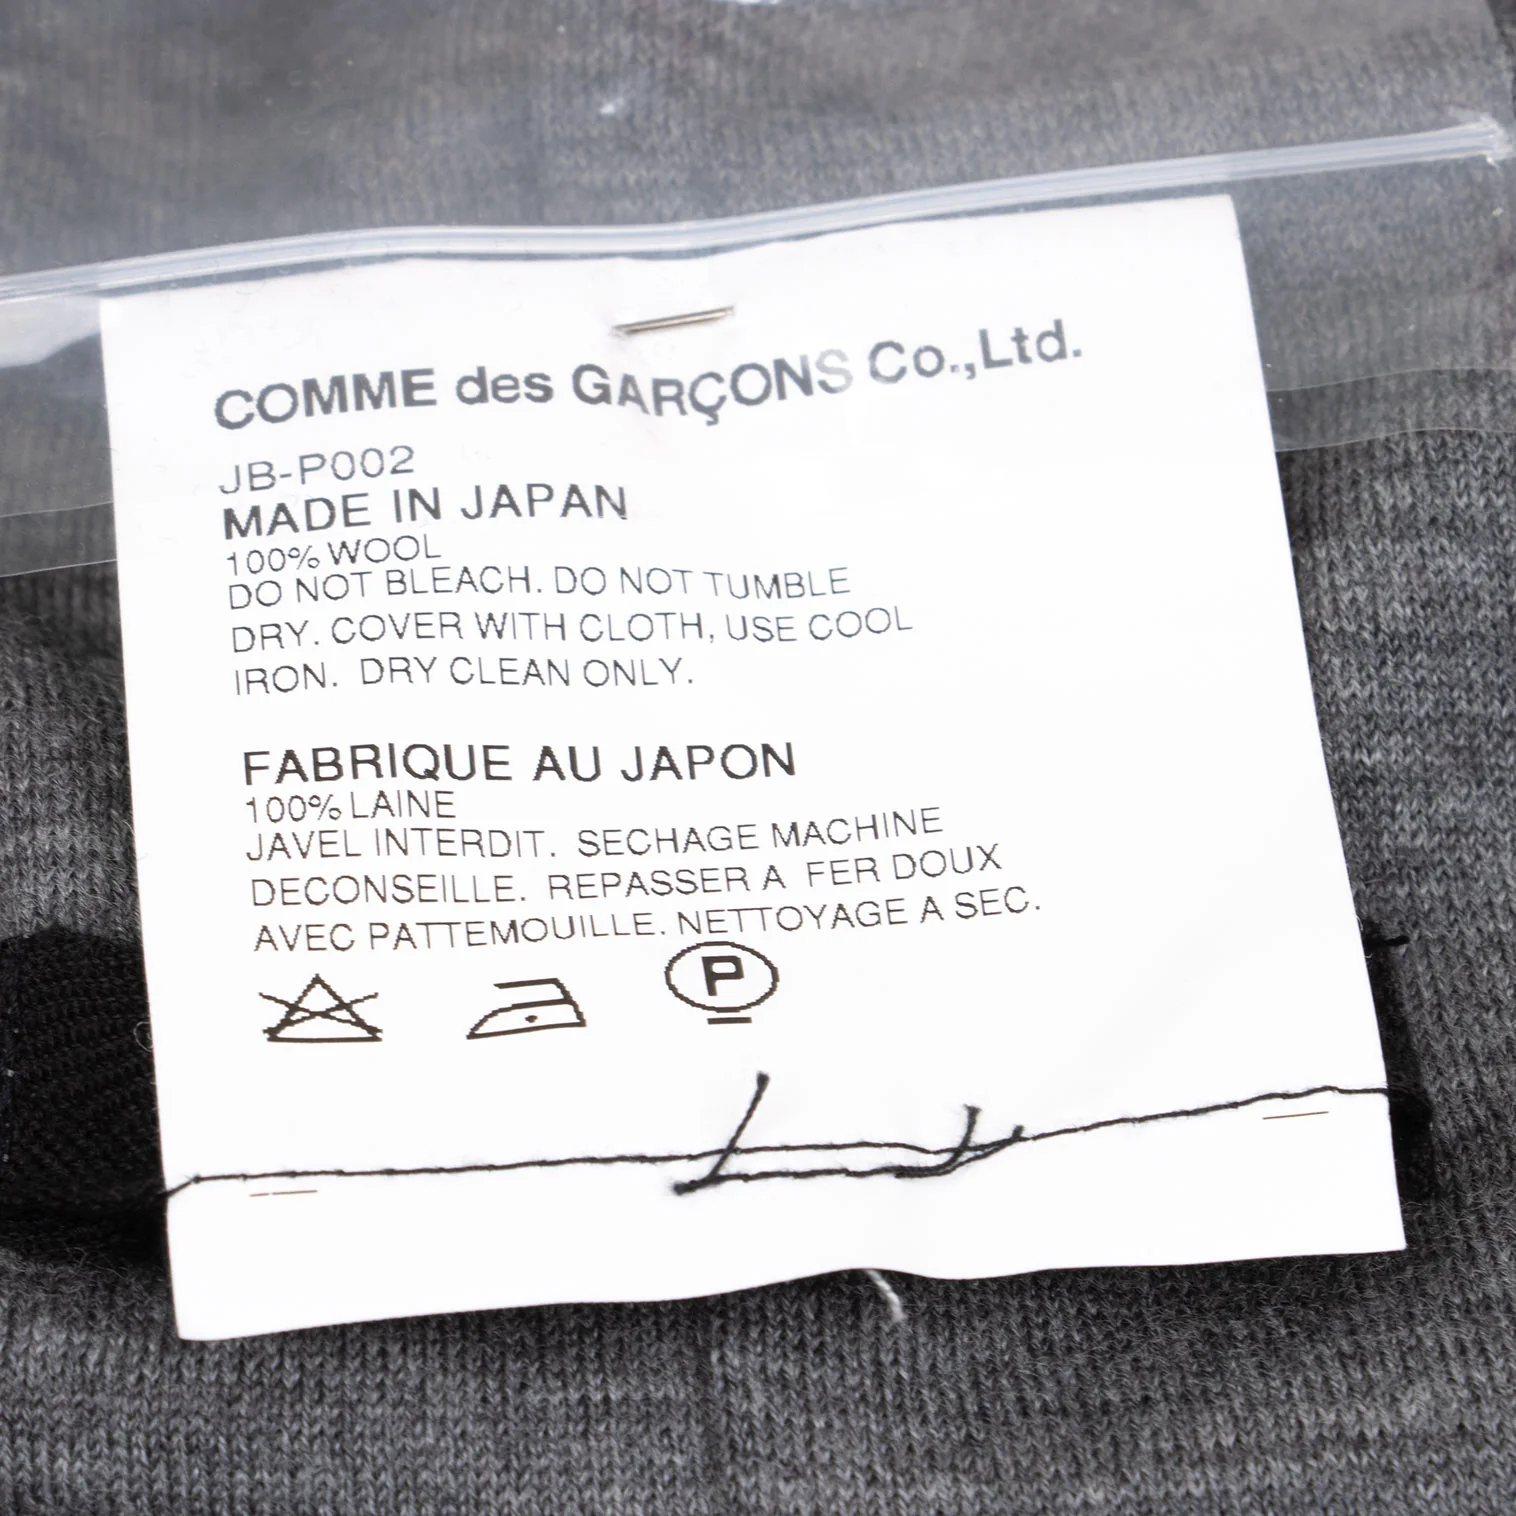 COMME des GARÇONS Co.,Ltd.
JB-P002
MADE IN JAPAN
100% WOOL
DO NOT BLEACH. DO NOT TUMBLE
DRY. COVER WITH CLOTH, USE COOL
IRON. DRY CLEAN ONLY.
FABRIQUE AU JAPON
100% LAINE
JAVEL INTERDIT. SECHAGE MACHINE
DECONSEILLE. REPASSER A FER DOUX
AVEC PATTEMOUILLE. NETTOYAGE A SEC.
P